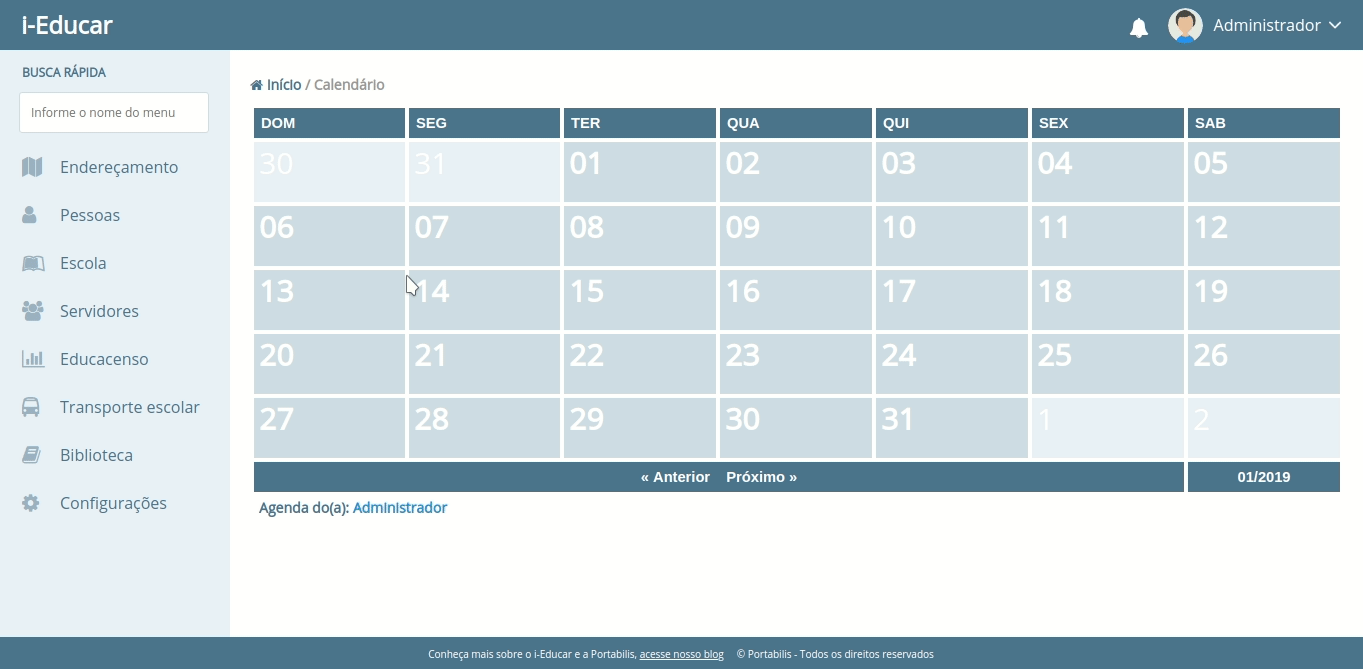 i-Educar
Administrador
BUSCA RÁPIDA
Informe o nome do menu
Endereçamento
Pessoas
Escola
Servidores
Educacenso
Transporte escolar
Biblioteca
Configurações
Início / Calendário
DOM SEG TER QUA QUI SEX SAB
30 31 01 02 03 04 05
06 07 08 09 10 11 12
13 14 15 16 17 18 19
20 21 22 23 24 25 26
27 28 29 30 31 1 2
« Anterior Próximo » 01/2019
Agenda do(a): Administrador
Conheça mais sobre o i-Educar e a Portabilis, acesse nosso blog © Portabilis - Todos os direitos reservados